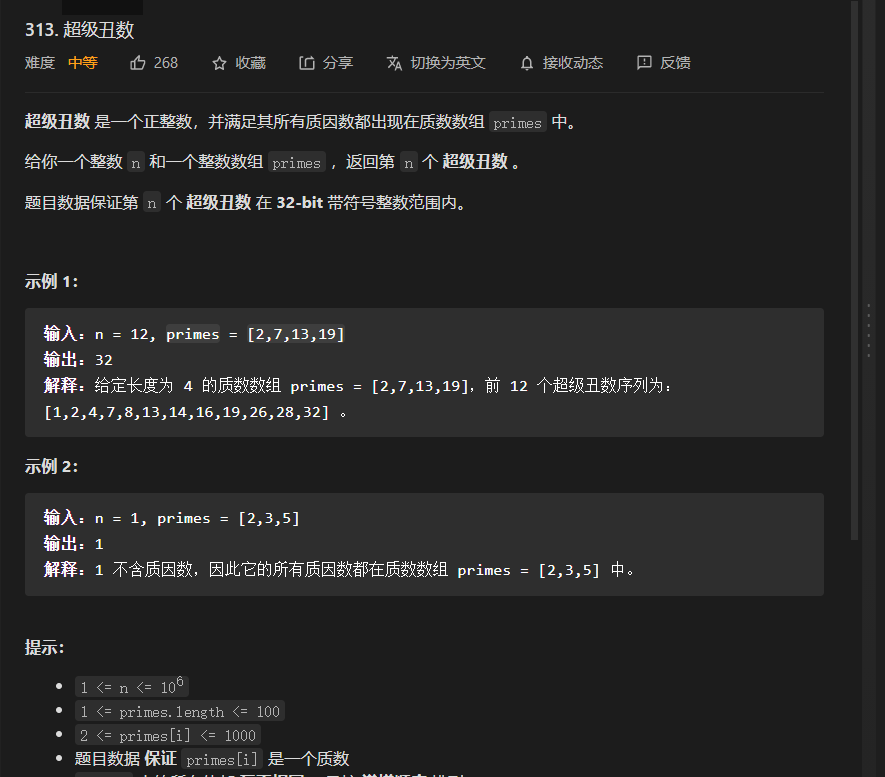 313. 超级丑数
难度 中等 268 收藏 分享 切换为英文 接收动态 反馈
超级丑数 是一个正整数，并满足其所有质因数都出现在质数数组 primes 中。
给你一个整数 n 和一个整数数组 primes ，返回第 n 个 超级丑数 。
题目数据保证第 n 个 超级丑数 在 32-bit 带符号整数范围内。
示例 1：
输入：n = 12, primes = [2,7,13,19]
输出：32
解释：给定长度为 4 的质数数组 primes = [2,7,13,19]，前 12 个超级丑数序列为：
[1,2,4,7,8,13,14,16,19,26,28,32] 。
示例 2：
输入：n = 1, primes = [2,3,5]
输出：1
解释：1 不含质因数，因此它的所有质因数都在质数数组 primes = [2,3,5] 中。
提示：
1 <= n <= 10⁶
1 <= primes.length <= 100
2 <= primes[i] <= 1000
题目数据 保证 primes[i] 是一个质数